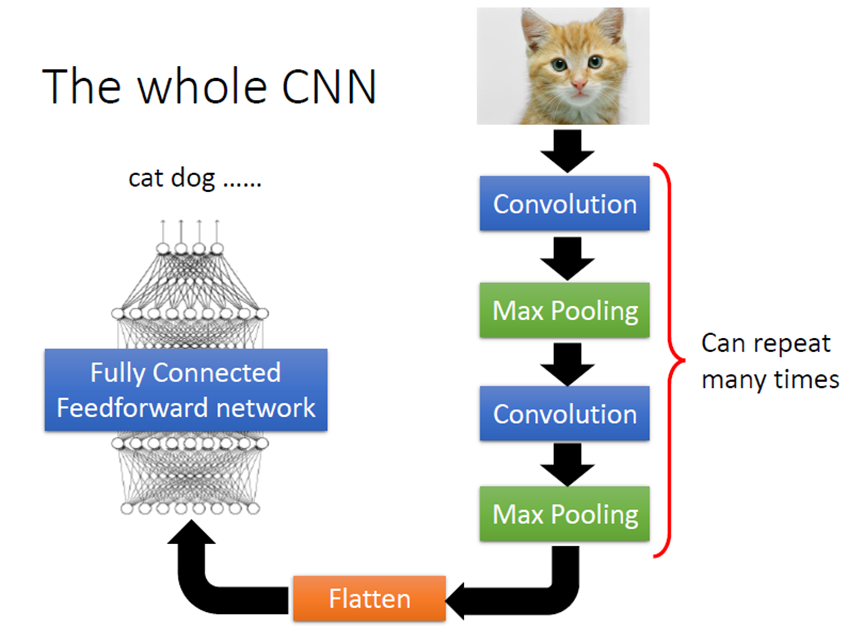 The whole CNN
cat dog ……
Convolution
Max Pooling
Convolution
Max Pooling
Can repeat
many times
Flatten
Fully Connected
Feedforward network